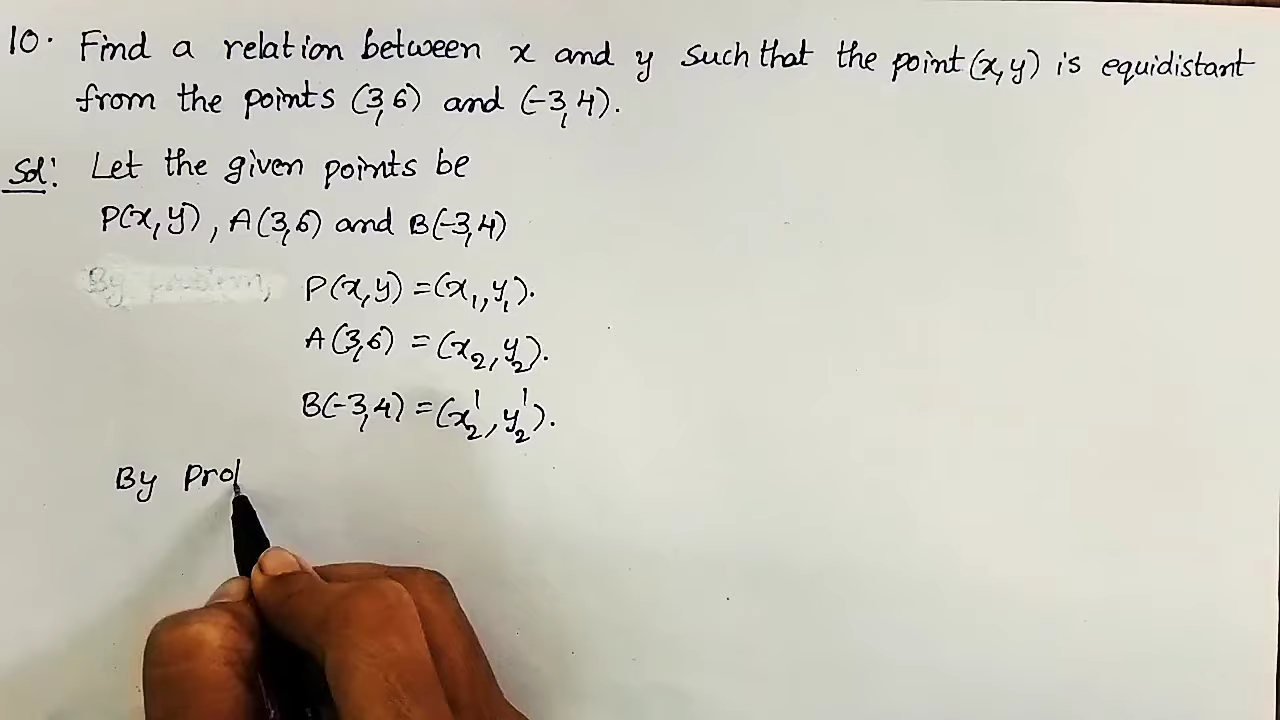 10. Find a relation between x and y such that the point (x, y) is equidistant
from the points (3, 6) and (-3, 4).
Sol: Let the given points be
P(x, y), A(3, 6) and B(-3, 4)
By problem, P(x, y) = (x₁, y₁).
A(3, 6) = (x₂, y₂).
B(-3, 4) = (x₂', y₂').
By Pro